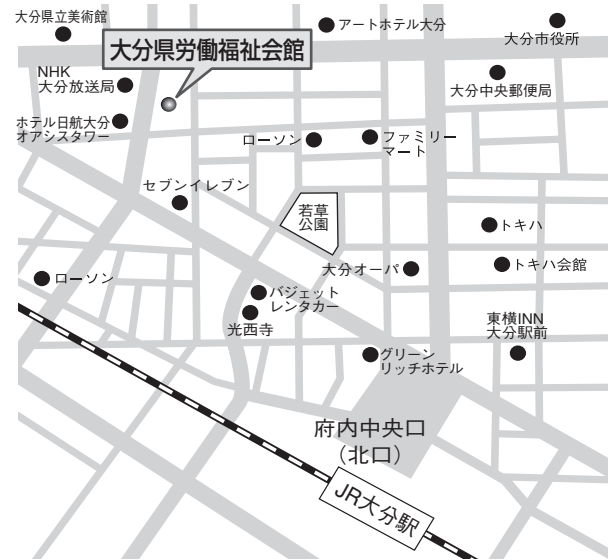 大分県立美術館
アートホテル大分
大分市役所
大分県労働福祉会館
NHK
大分放送局
大分中央郵便局
ホテル日航大分
オアシスタワー
ローソン
ファミリー
マート
セブンイレブン
若草
公園
トキハ
大分オーパ
トキハ会館
ローソン
バジェット
レンタカー
光西寺
東横INN
大分駅前
グリーン
リッチホテル
府内中央口
（北口）
JR大分駅